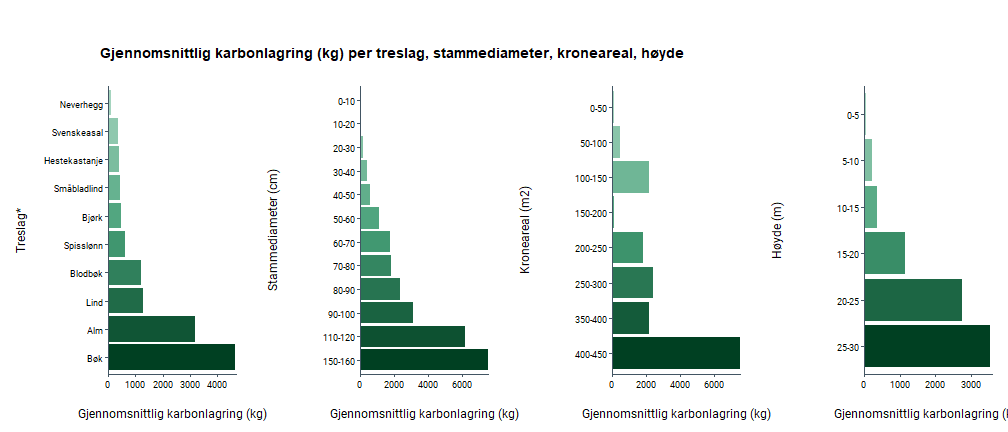 Gjennomsnittlig karbonlagring (kg) per treslag, stammediameter, kroneareal, høyde
Treslag*
Neverhegg
Svenskeasal
Hestekastanje
Småbladlind
Bjørk
Spisslønn
Blodbøk
Lind
Alm
Bøk
0 1000 2000 3000 4000
Gjennomsnittlig karbonlagring (kg)
Stammediameter (cm)
0-10
10-20
20-30
30-40
40-50
50-60
60-70
70-80
80-90
90-100
110-120
150-160
0 2000 4000 6000
Gjennomsnittlig karbonlagring (kg)
Kroneareal (m2)
0-50
50-100
100-150
150-200
200-250
250-300
350-400
400-450
0 2000 4000 6000
Gjennomsnittlig karbonlagring (kg)
Høyde (m)
0-5
5-10
10-15
15-20
20-25
25-30
0 1000 2000 3000
Gjennomsnittlig karbonlagring (